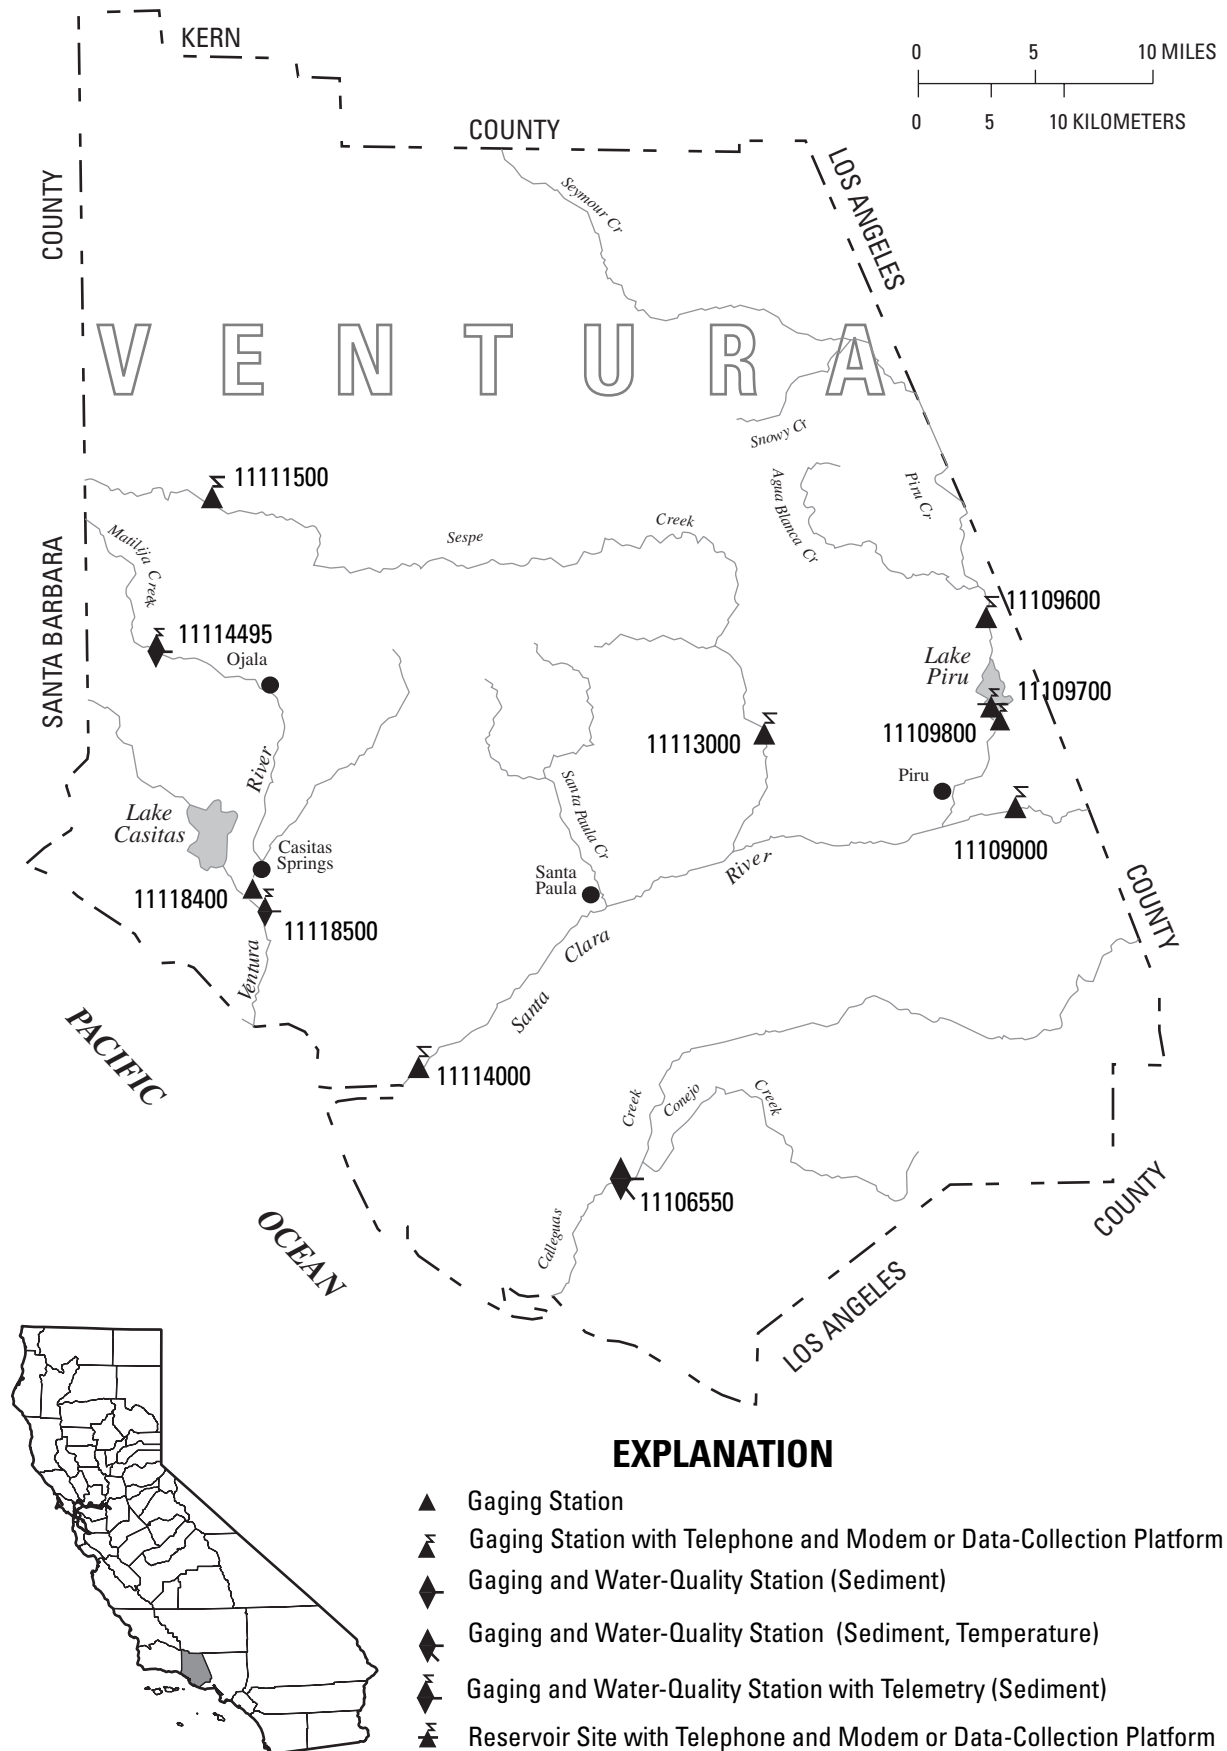 KERN
COUNTY
0 5 10 MILES
0 5 10 KILOMETERS
COUNTY
Seymour Cr
LOS ANGELES
VENTURA
Snowy Cr
11111500
Agua Blanca Cr
Piru Cr
Sespe Creek
Matilija Creek
SANTA BARBARA
11109600
11114495
Ojala
Lake
Piru
11109700
11113000
11109800
Piru
River
Santa Paula Cr
Lake
Casitas
Casitas
Springs
11109000
Santa
Paula
River
COUNTY
11118400
11118500
Clara
Ventura
Santa
PACIFIC
11114000
Creek
Conejo
Creek
11106550
COUNTY
OCEAN
Calleguas
LOS ANGELES
EXPLANATION
Gaging Station
Gaging Station with Telephone and Modem or Data-Collection Platform
Gaging and Water-Quality Station (Sediment)
Gaging and Water-Quality Station (Sediment, Temperature)
Gaging and Water-Quality Station with Telemetry (Sediment)
Reservoir Site with Telephone and Modem or Data-Collection Platform